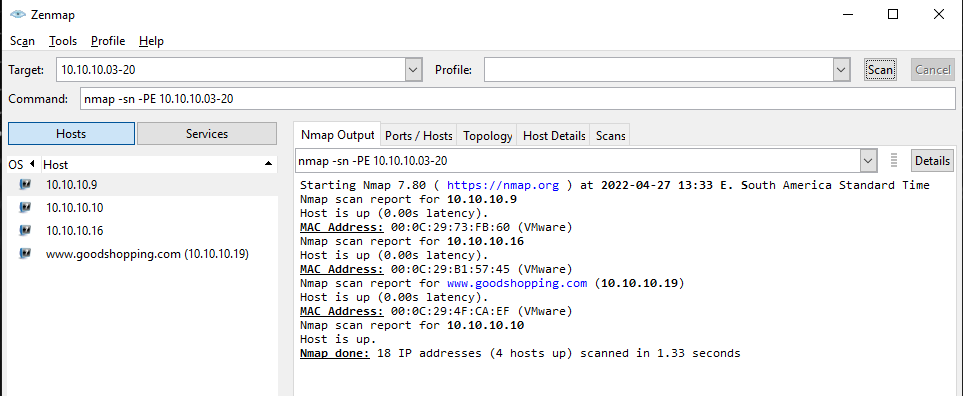 Zenmap
Scan Tools Profile Help
Target: 10.10.10.03-20 Profile: Scan Cancel
Command: nmap -sn -PE 10.10.10.03-20
Hosts Services
Nmap Output Ports / Hosts Topology Host Details Scans
OS Host
10.10.10.9
10.10.10.10
10.10.10.16
www.goodshopping.com (10.10.10.19)
nmap -sn -PE 10.10.10.03-20 Details
Starting Nmap 7.80 ( https://nmap.org ) at 2022-04-27 13:33 E. South America Standard Time
Nmap scan report for 10.10.10.9
Host is up (0.00s latency).
MAC Address: 00:0C:29:73:FB:60 (VMware)
Nmap scan report for 10.10.10.16
Host is up (0.00s latency).
MAC Address: 00:0C:29:B1:57:45 (VMware)
Nmap scan report for www.goodshopping.com (10.10.10.19)
Host is up (0.00s latency).
MAC Address: 00:0C:29:4F:CA:EF (VMware)
Nmap scan report for 10.10.10.10
Host is up.
Nmap done: 18 IP addresses (4 hosts up) scanned in 1.33 seconds